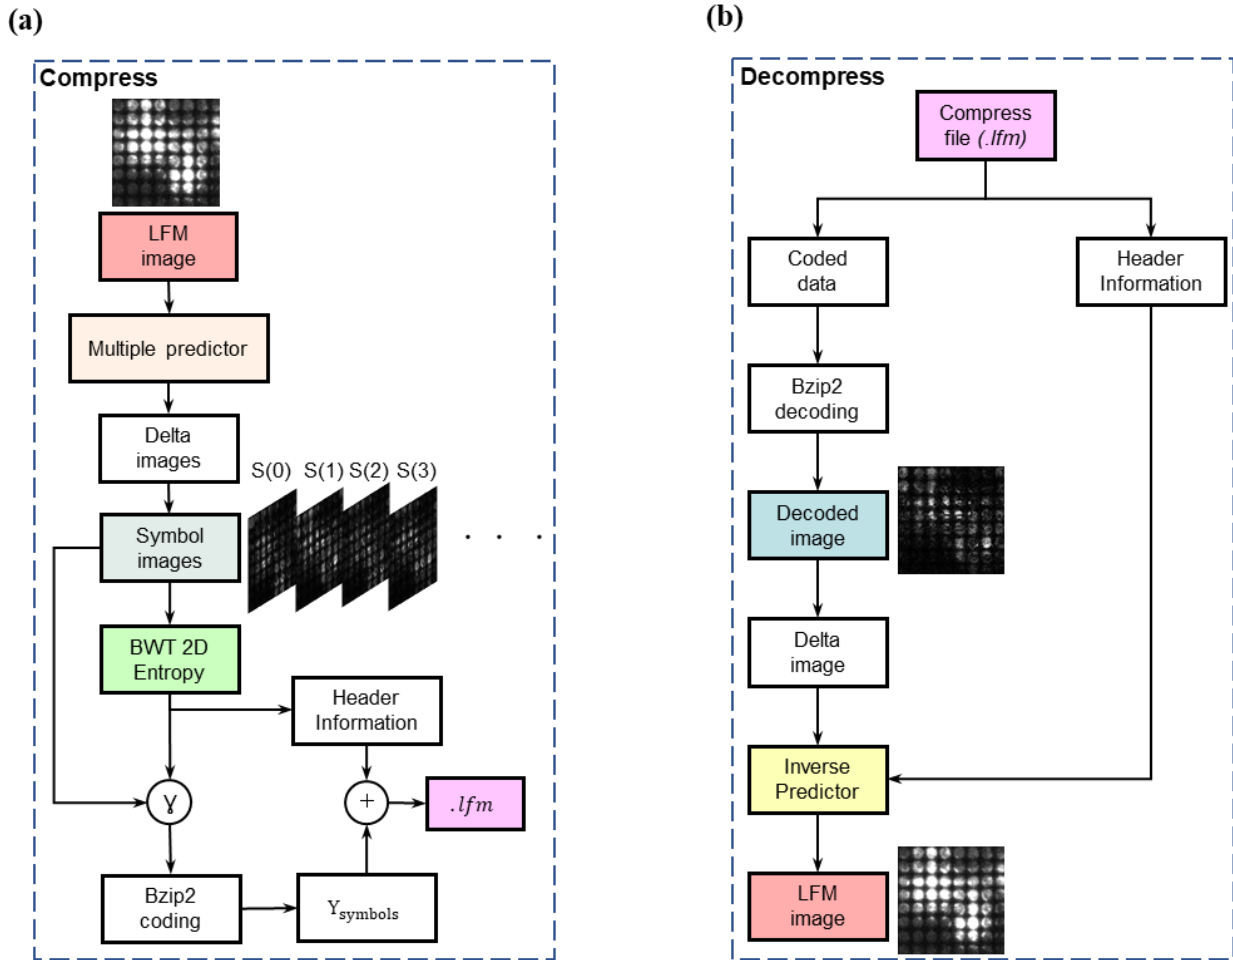 (a)
Compress
LFM
image
Multiple predictor
Delta
images
S(0) S(1) S(2) S(3)
Symbol
images
. . .
BWT 2D
Entropy
Header
Information
Ɣ
+
.lfm
Bzip2
coding
Ysymbols
(b)
Decompress
Compress
file (.lfm)
Coded
data
Header
Information
Bzip2
decoding
Decoded
image
Delta
image
Inverse
Predictor
LFM
image